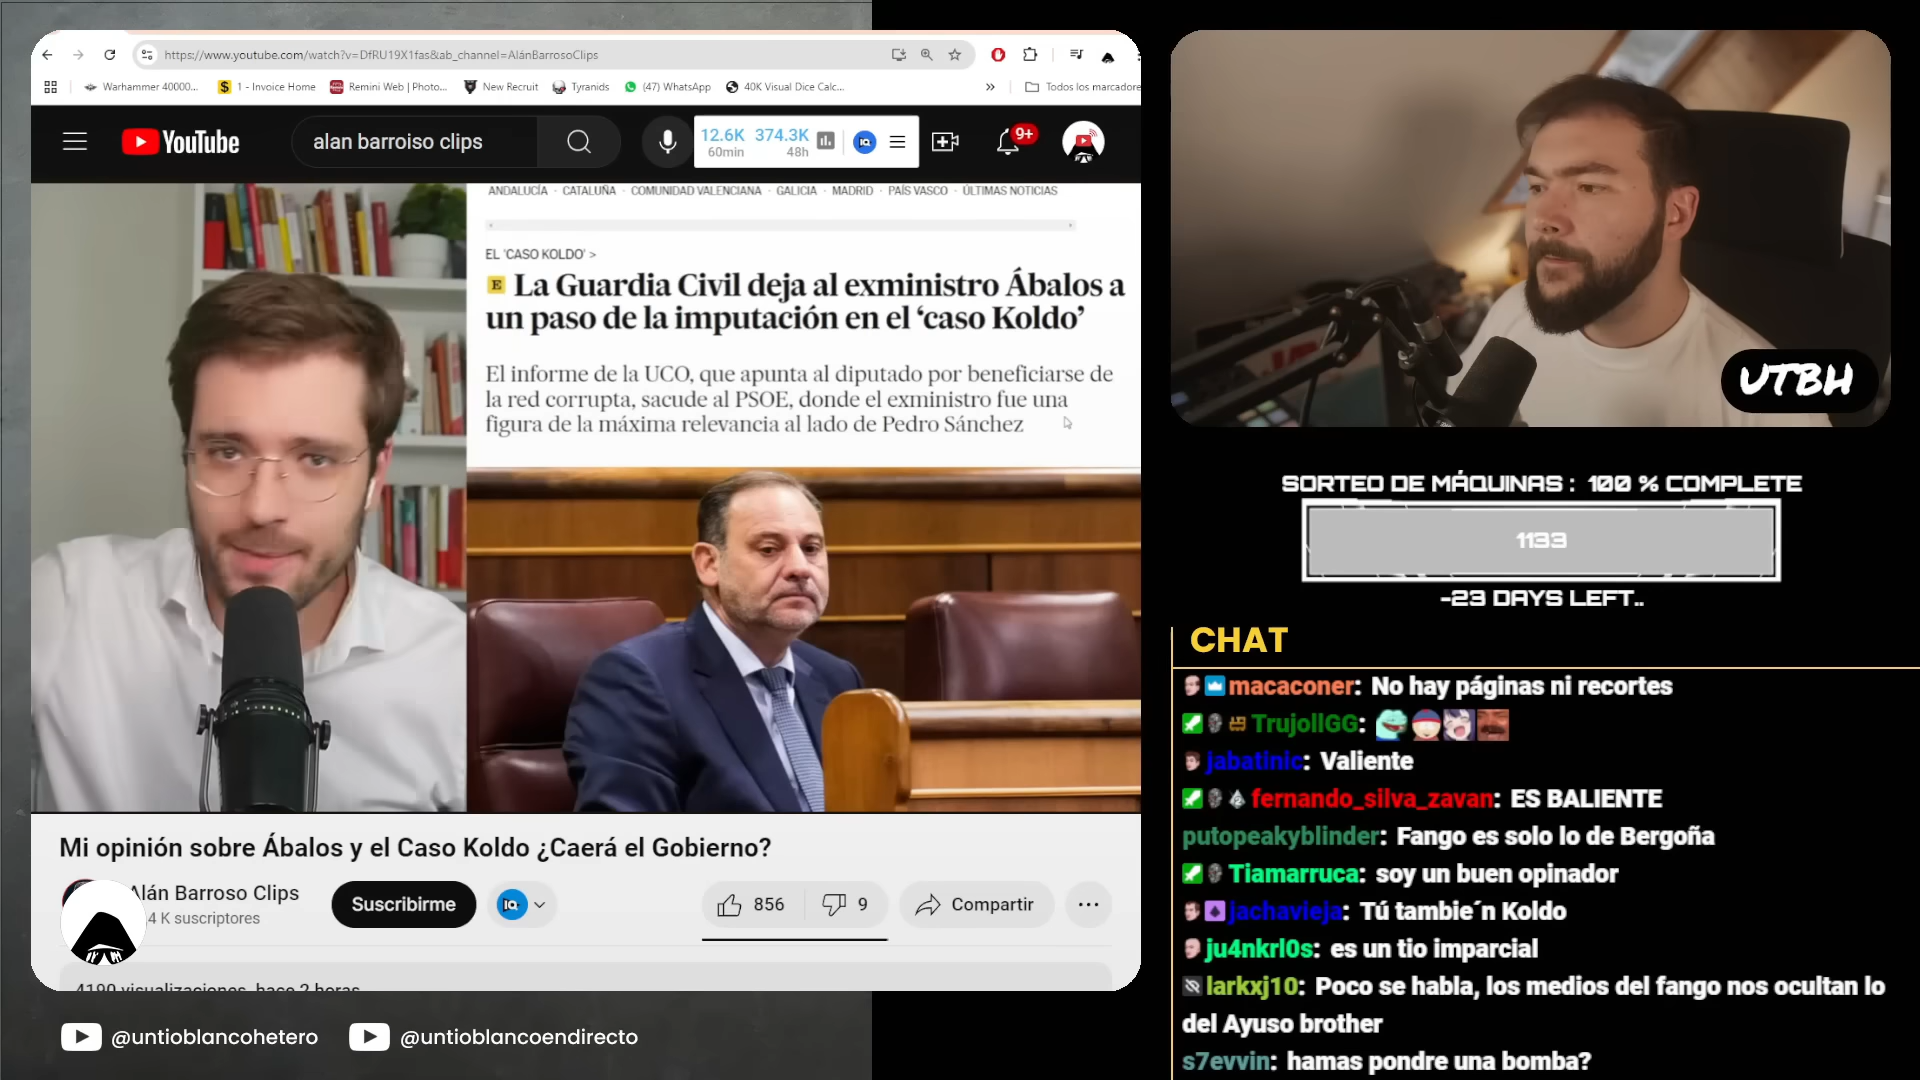 https://www.youtube.com/watch?v=DfRU19X1fas&ab_channel=AlánBarrosoClips
Warhammer 40000...
1 - Invoice Home
Remini Web | Photo...
New Recruit
Tyranids
(47) WhatsApp
40K Visual Dice Calc...
»
Todos los marcadore
YouTube
alan barroiso clips
12.6K 374.3K
60min 48h
9+
ANDALUCÍA · CATALUÑA · COMUNIDAD VALENCIANA · GALICIA · MADRID · PAÍS VASCO · ÚLTIMAS NOTICIAS
EL 'CASO KOLDO' >
E La Guardia Civil deja al exministro Ábalos a
un paso de la imputación en el ‘caso Koldo’
El informe de la UCO, que apunta al diputado por beneficiarse de
la red corrupta, sacude al PSOE, donde el exministro fue una
figura de la máxima relevancia al lado de Pedro Sánchez
Mi opinión sobre Ábalos y el Caso Koldo ¿Caerá el Gobierno?
Alán Barroso Clips
4 K suscriptores
Suscribirme
856
9
Compartir
4190 visualizaciones hace 2 horas
@untioblancohetero
@untioblancoendirecto
UTBH
SORTEO DE MÁQUINAS : 100 % COMPLETE
1133
-23 DAYS LEFT..
CHAT
macaconer: No hay páginas ni recortes
TrujollGG:
jabatinic: Valiente
fernando_silva_zavan: ES BALIENTE
putopeakyblinder: Fango es solo lo de Bergoña
Tiamarruca: soy un buen opinador
jachavieja: Tú tambie´n Koldo
ju4nkrl0s: es un tio imparcial
larkxj10: Poco se habla, los medios del fango nos ocultan lo
del Ayuso brother
s7evvin: hamas pondre una bomba?